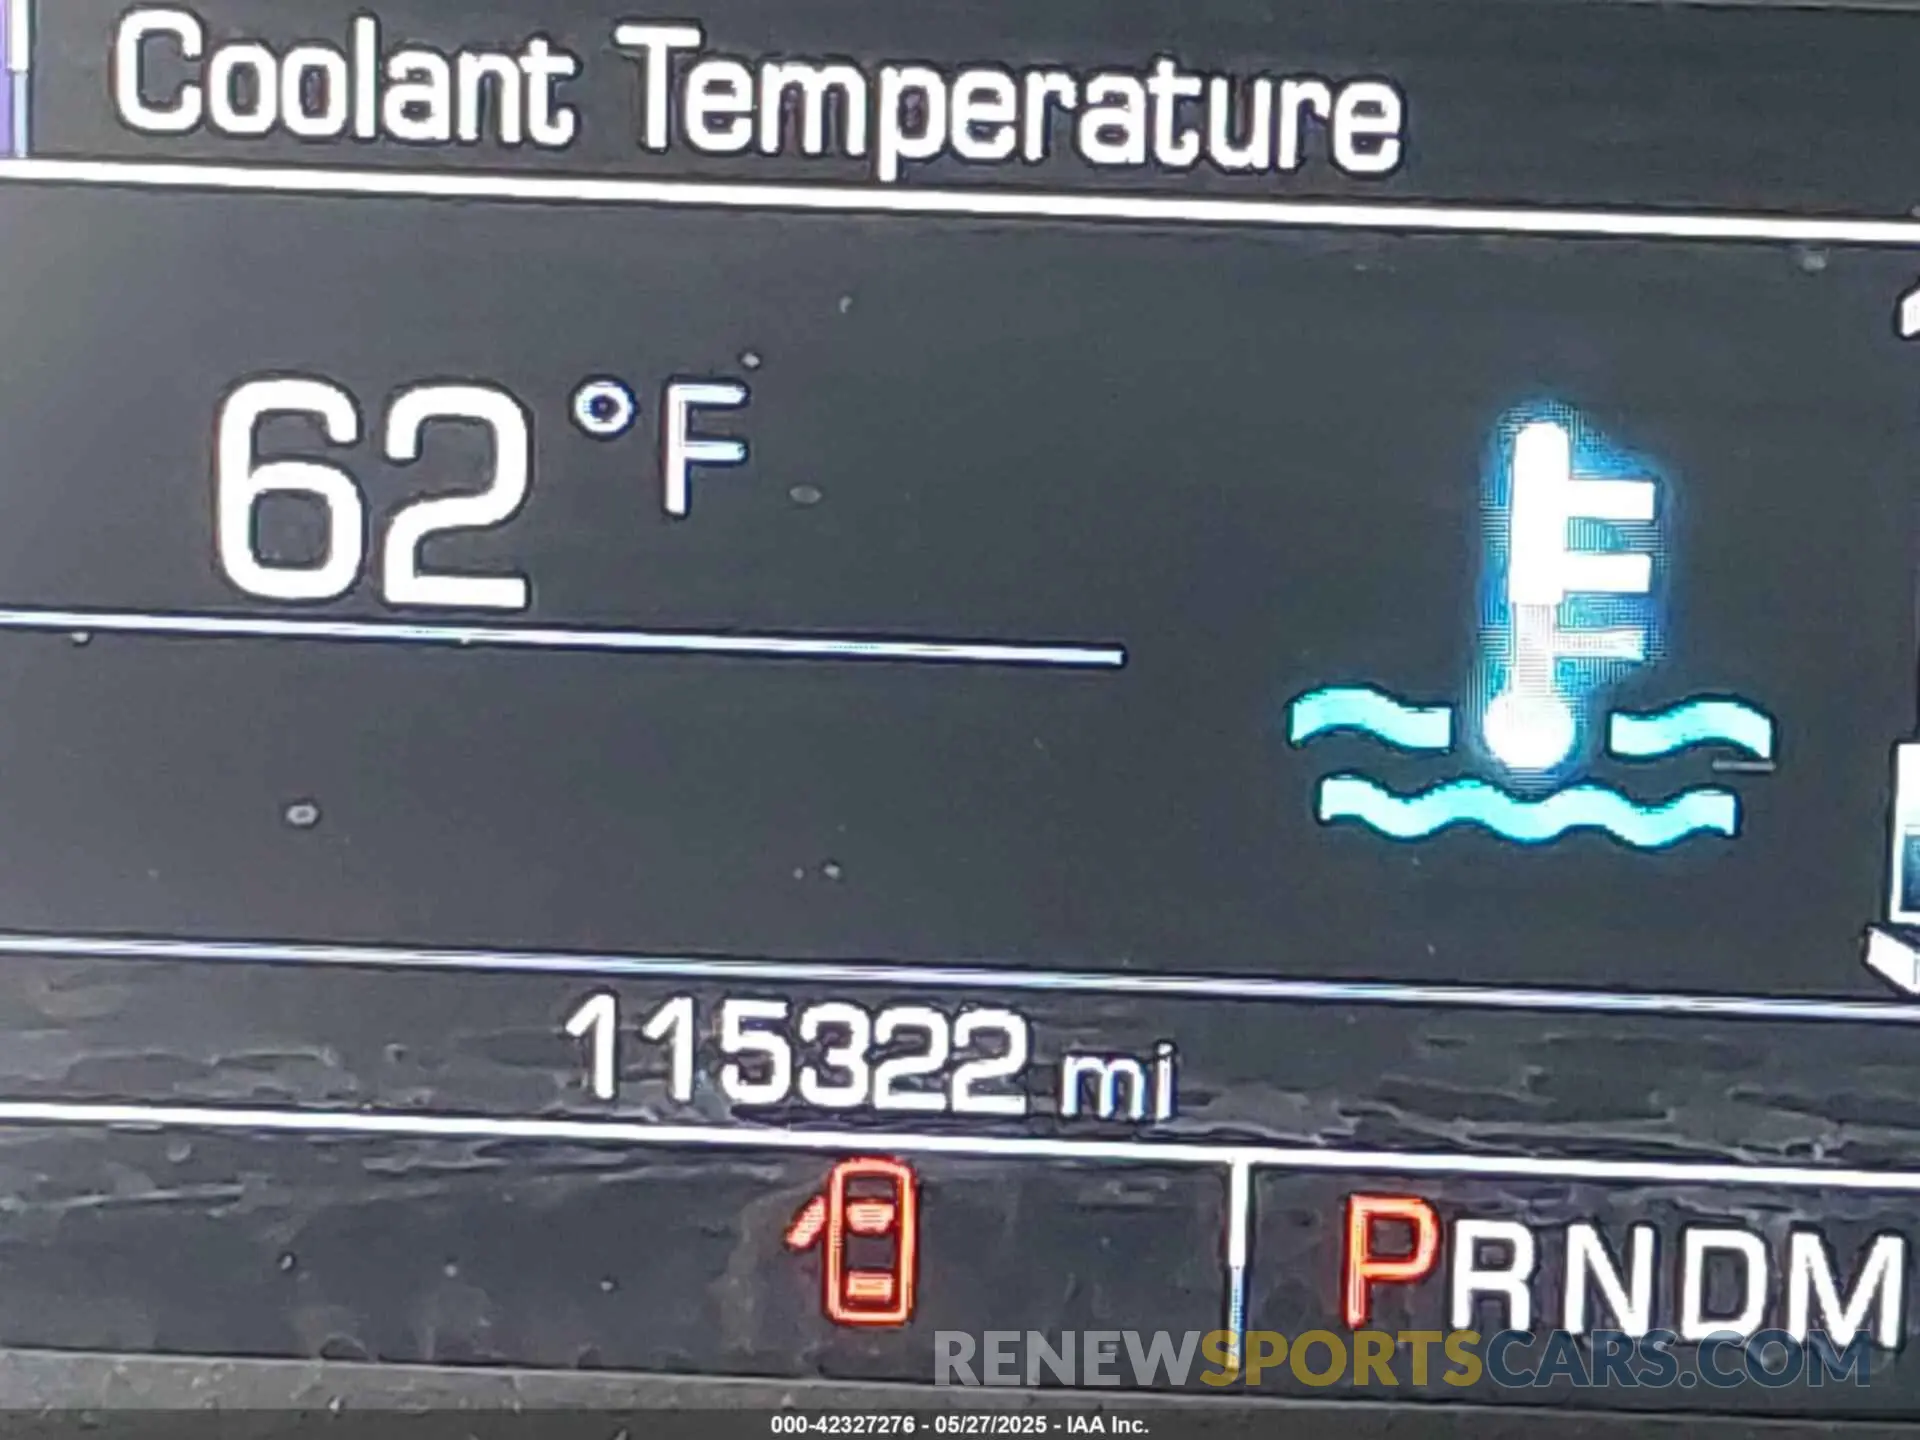 Coolant Temperature
62 °F
115322 mi
PRNDM
RENEWSPORTSCARS.COM
000-42327276 - 05/27/2025 - IAA Inc.